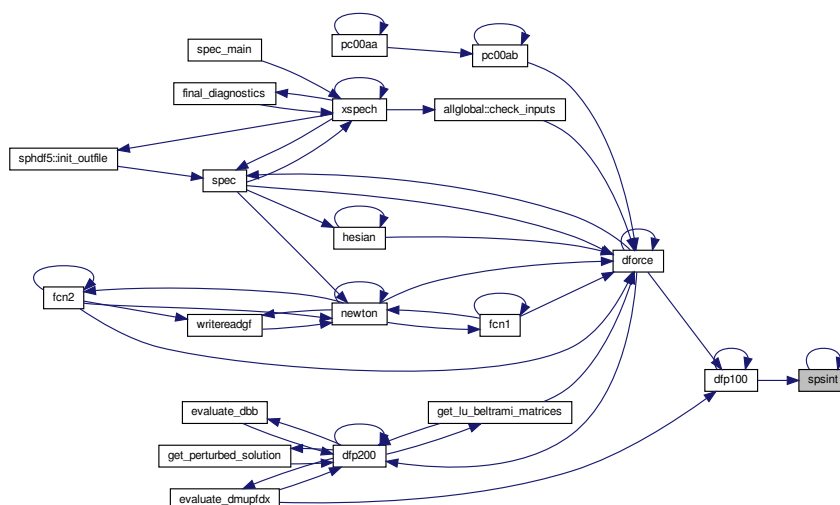 pc00aa
pc00ab
spec_main
final_diagnostics
xspech
allglobal::check_inputs
sphdf5::init_outfile
spec
hesian
dforce
fcn2
newton
fcn1
writereadgf
dfp100
spsint
evaluate_dbb
get_lu_beltrami_matrices
get_perturbed_solution
dfp200
evaluate_dmupfdx